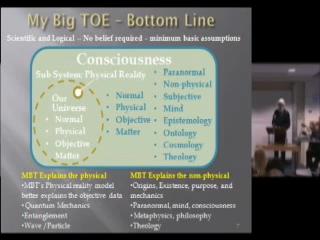 My Big TOE - Bottom Line
Scientific and Logical – No belief required - minimum basic assumptions
Consciousness
Sub System: Physical Reality
Our
Universe
• Normal
• Physical
• Objective
• Matter
• Normal
• Physical
• Objective
• Matter
• Paranormal
• Non-physical
• Subjective
• Mind
• Epistemology
• Ontology
• Cosmology
• Theology
MBT Explains the physical
•MBT's Physical reality model
better explains the objective data
•Quantum Mechanics
•Entanglement
•Wave /Particle
MBT Explains the non-physical
•Origins, Existence, purpose, and
mechanics
•Paranormal, mind, consciousness
•Metaphysics, philosophy
•Theology